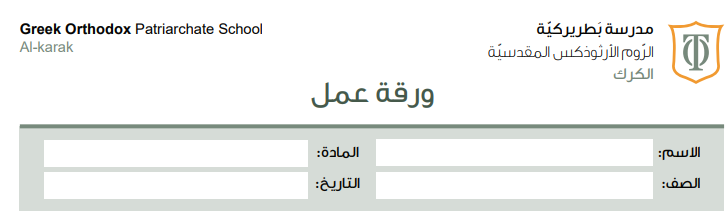 Greek Orthodox Patriarchate School
Al-karak
مدرسة بَطريركيّة
الرّوم الأرثوذكس المقدسيّة
الكرك
ورقة عمل
الاسم:
المادة:
الصف:
التاريخ: